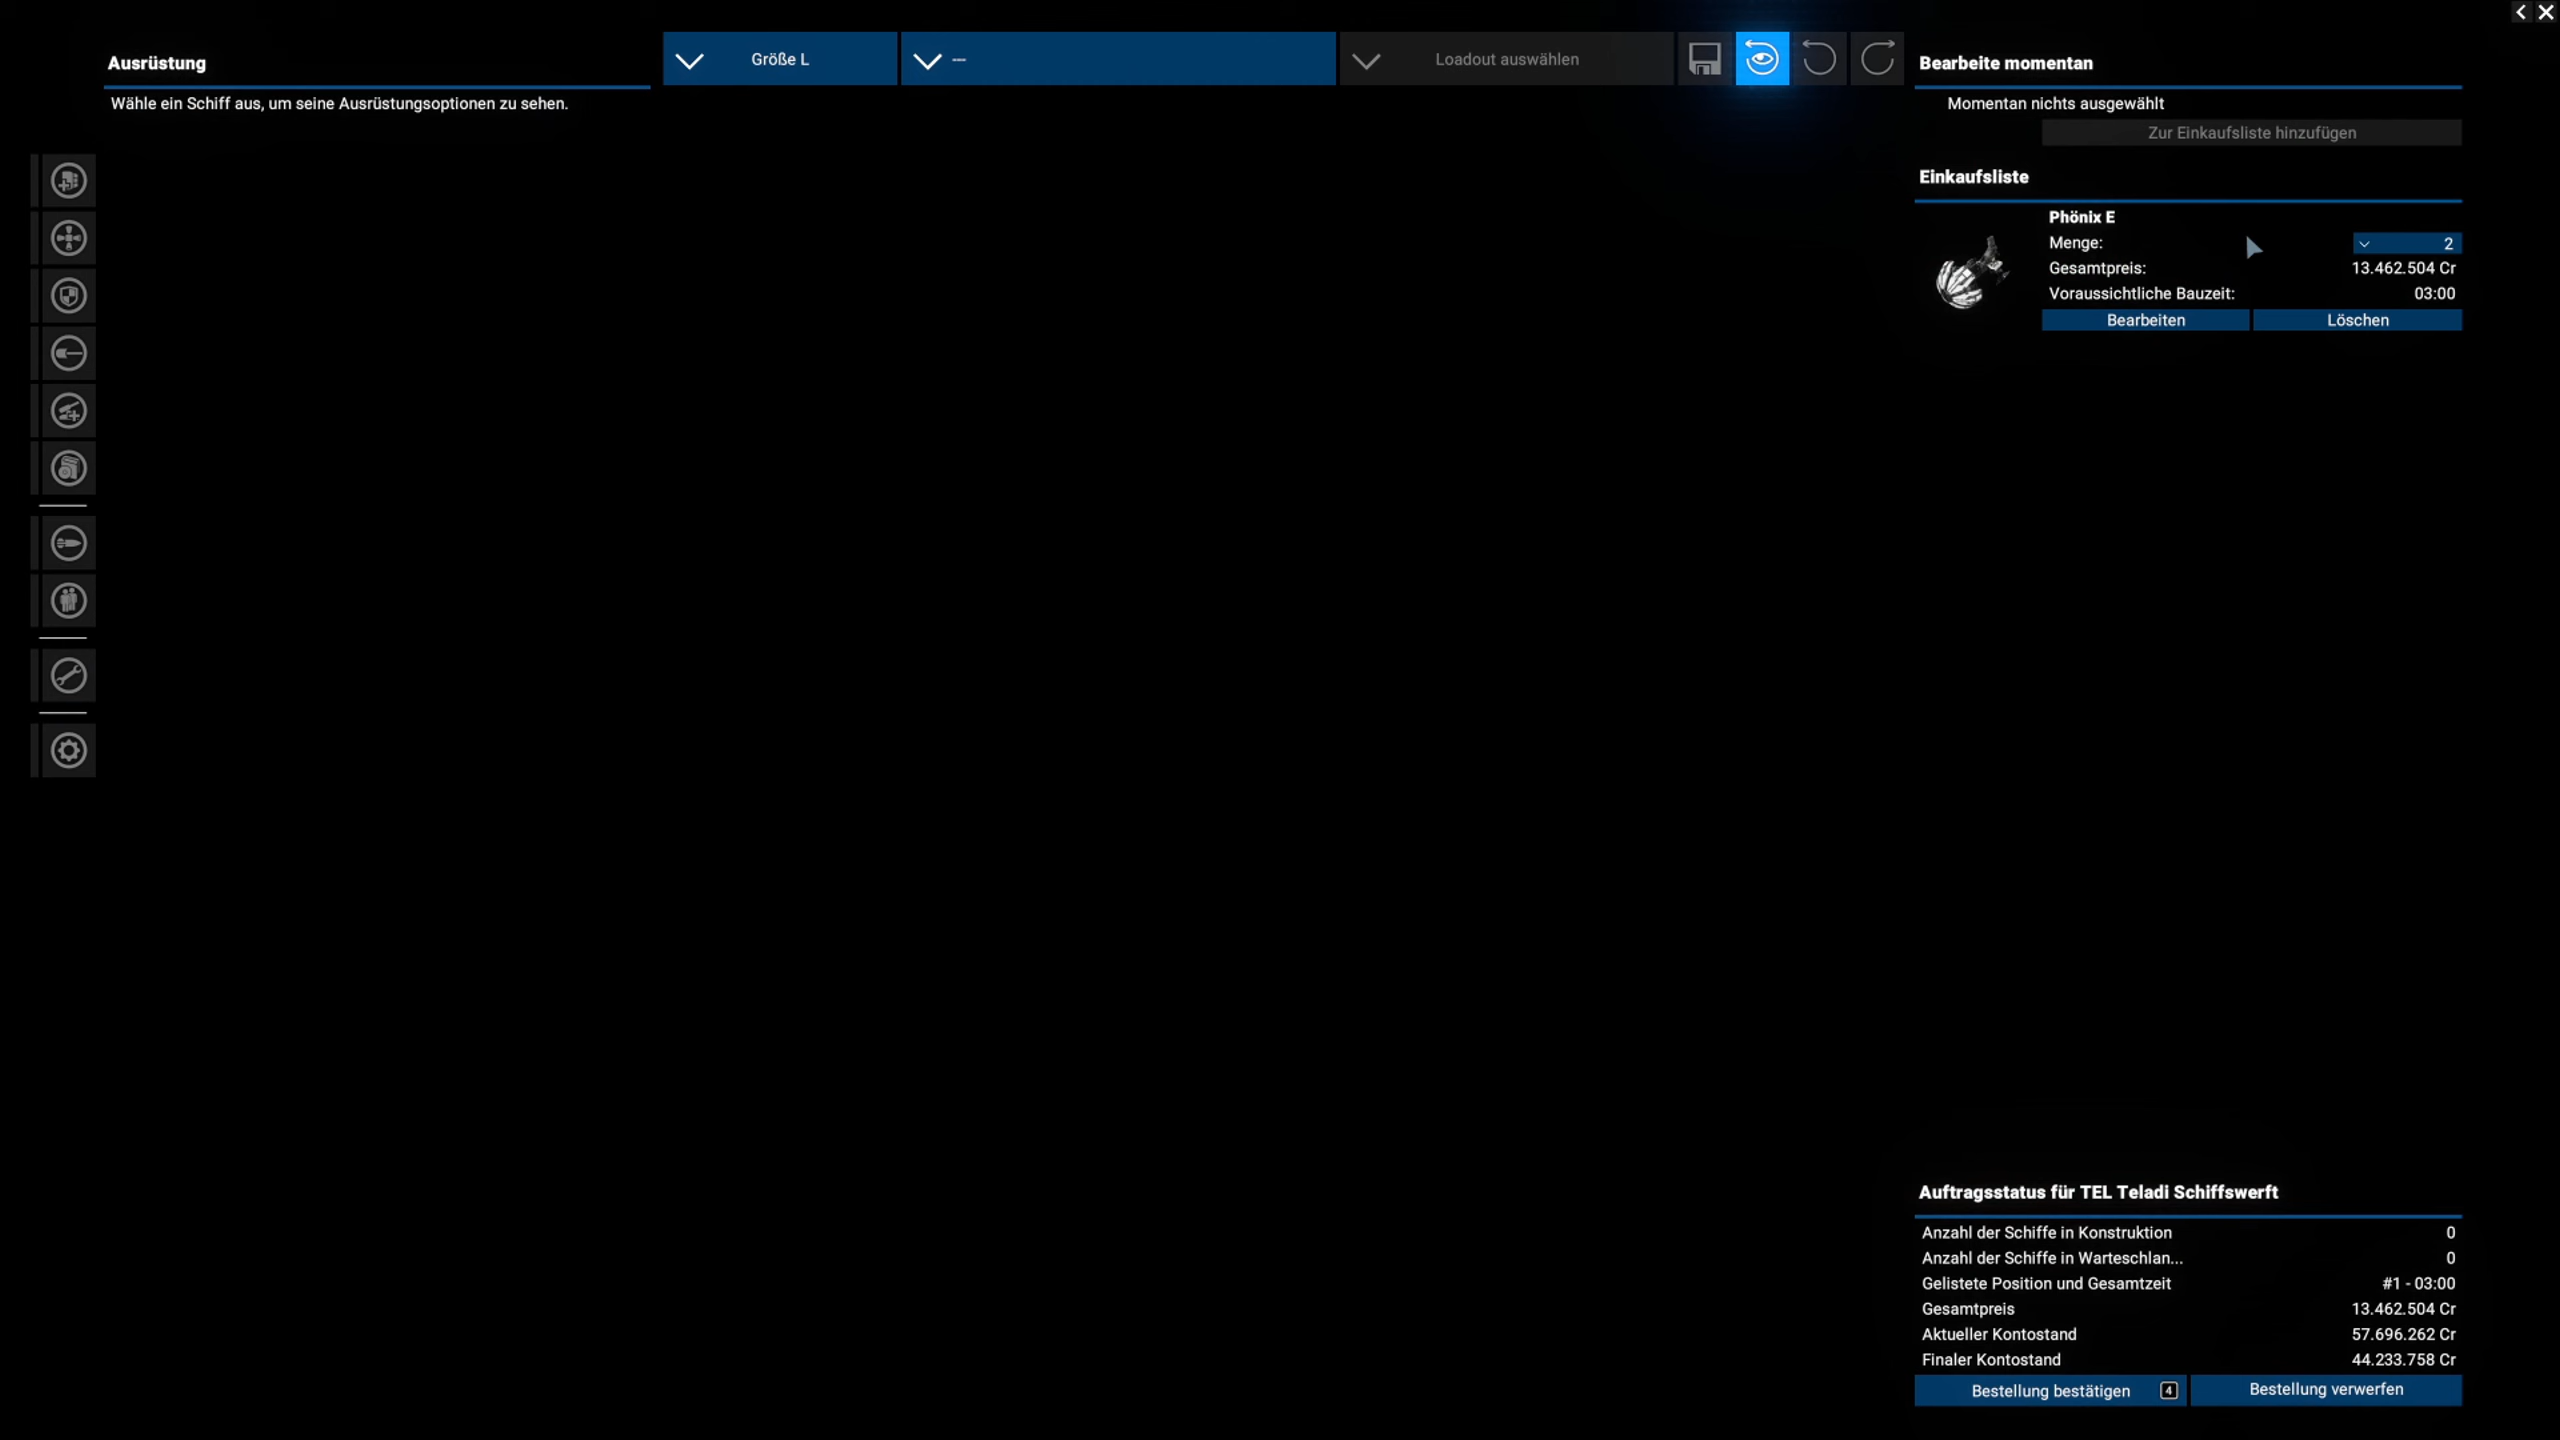 Ausrüstung
Wähle ein Schiff aus, um seine Ausrüstungsoptionen zu sehen.
Größe L
---
Loadout auswählen
Bearbeite momentan
Momentan nichts ausgewählt
Zur Einkaufsliste hinzufügen
Einkaufsliste
Phönix E
Menge: 2
Gesamtpreis: 13.462.504 Cr
Voraussichtliche Bauzeit: 03:00
Bearbeiten Löschen
Auftragsstatus für TEL Teladi Schiffswerft
Anzahl der Schiffe in Konstruktion 0
Anzahl der Schiffe in Warteschlan... 0
Gelistete Position und Gesamtzeit #1 - 03:00
Gesamtpreis 13.462.504 Cr
Aktueller Kontostand 57.696.262 Cr
Finaler Kontostand 44.233.758 Cr
Bestellung bestätigen 4 Bestellung verwerfen